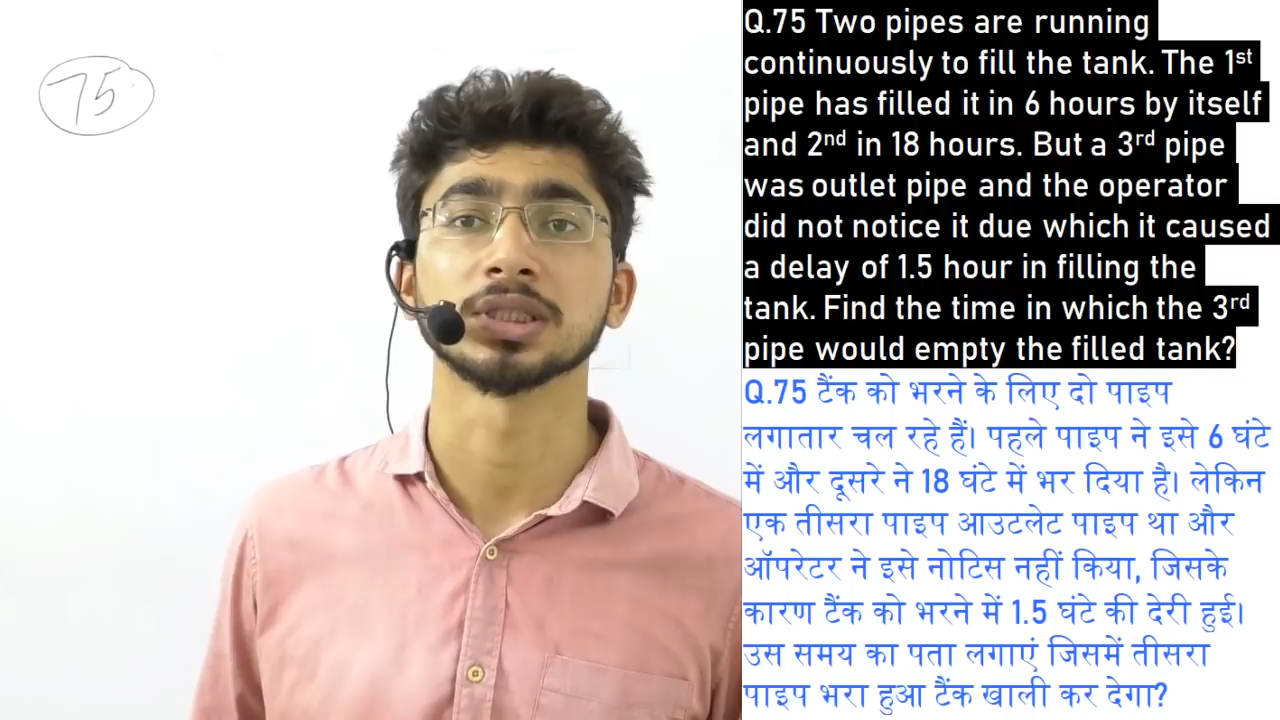 75
Q.75 Two pipes are running
continuously to fill the tank. The 1st
pipe has filled it in 6 hours by itself
and 2nd in 18 hours. But a 3rd pipe
was outlet pipe and the operator
did not notice it due which it caused
a delay of 1.5 hour in filling the
tank. Find the time in which the 3rd
pipe would empty the filled tank?
Q.75 टैंक को भरने के लिए दो पाइप
लगातार चल रहे हैं। पहले पाइप ने इसे 6 घंटे
में और दूसरे ने 18 घंटे में भर दिया है। लेकिन
एक तीसरा पाइप आउटलेट पाइप था और
ऑपरेटर ने इसे नोटिस नहीं किया, जिसके
कारण टैंक को भरने में 1.5 घंटे की देरी हुई।
उस समय का पता लगाएं जिसमें तीसरा
पाइप भरा हुआ टैंक खाली कर देगा?